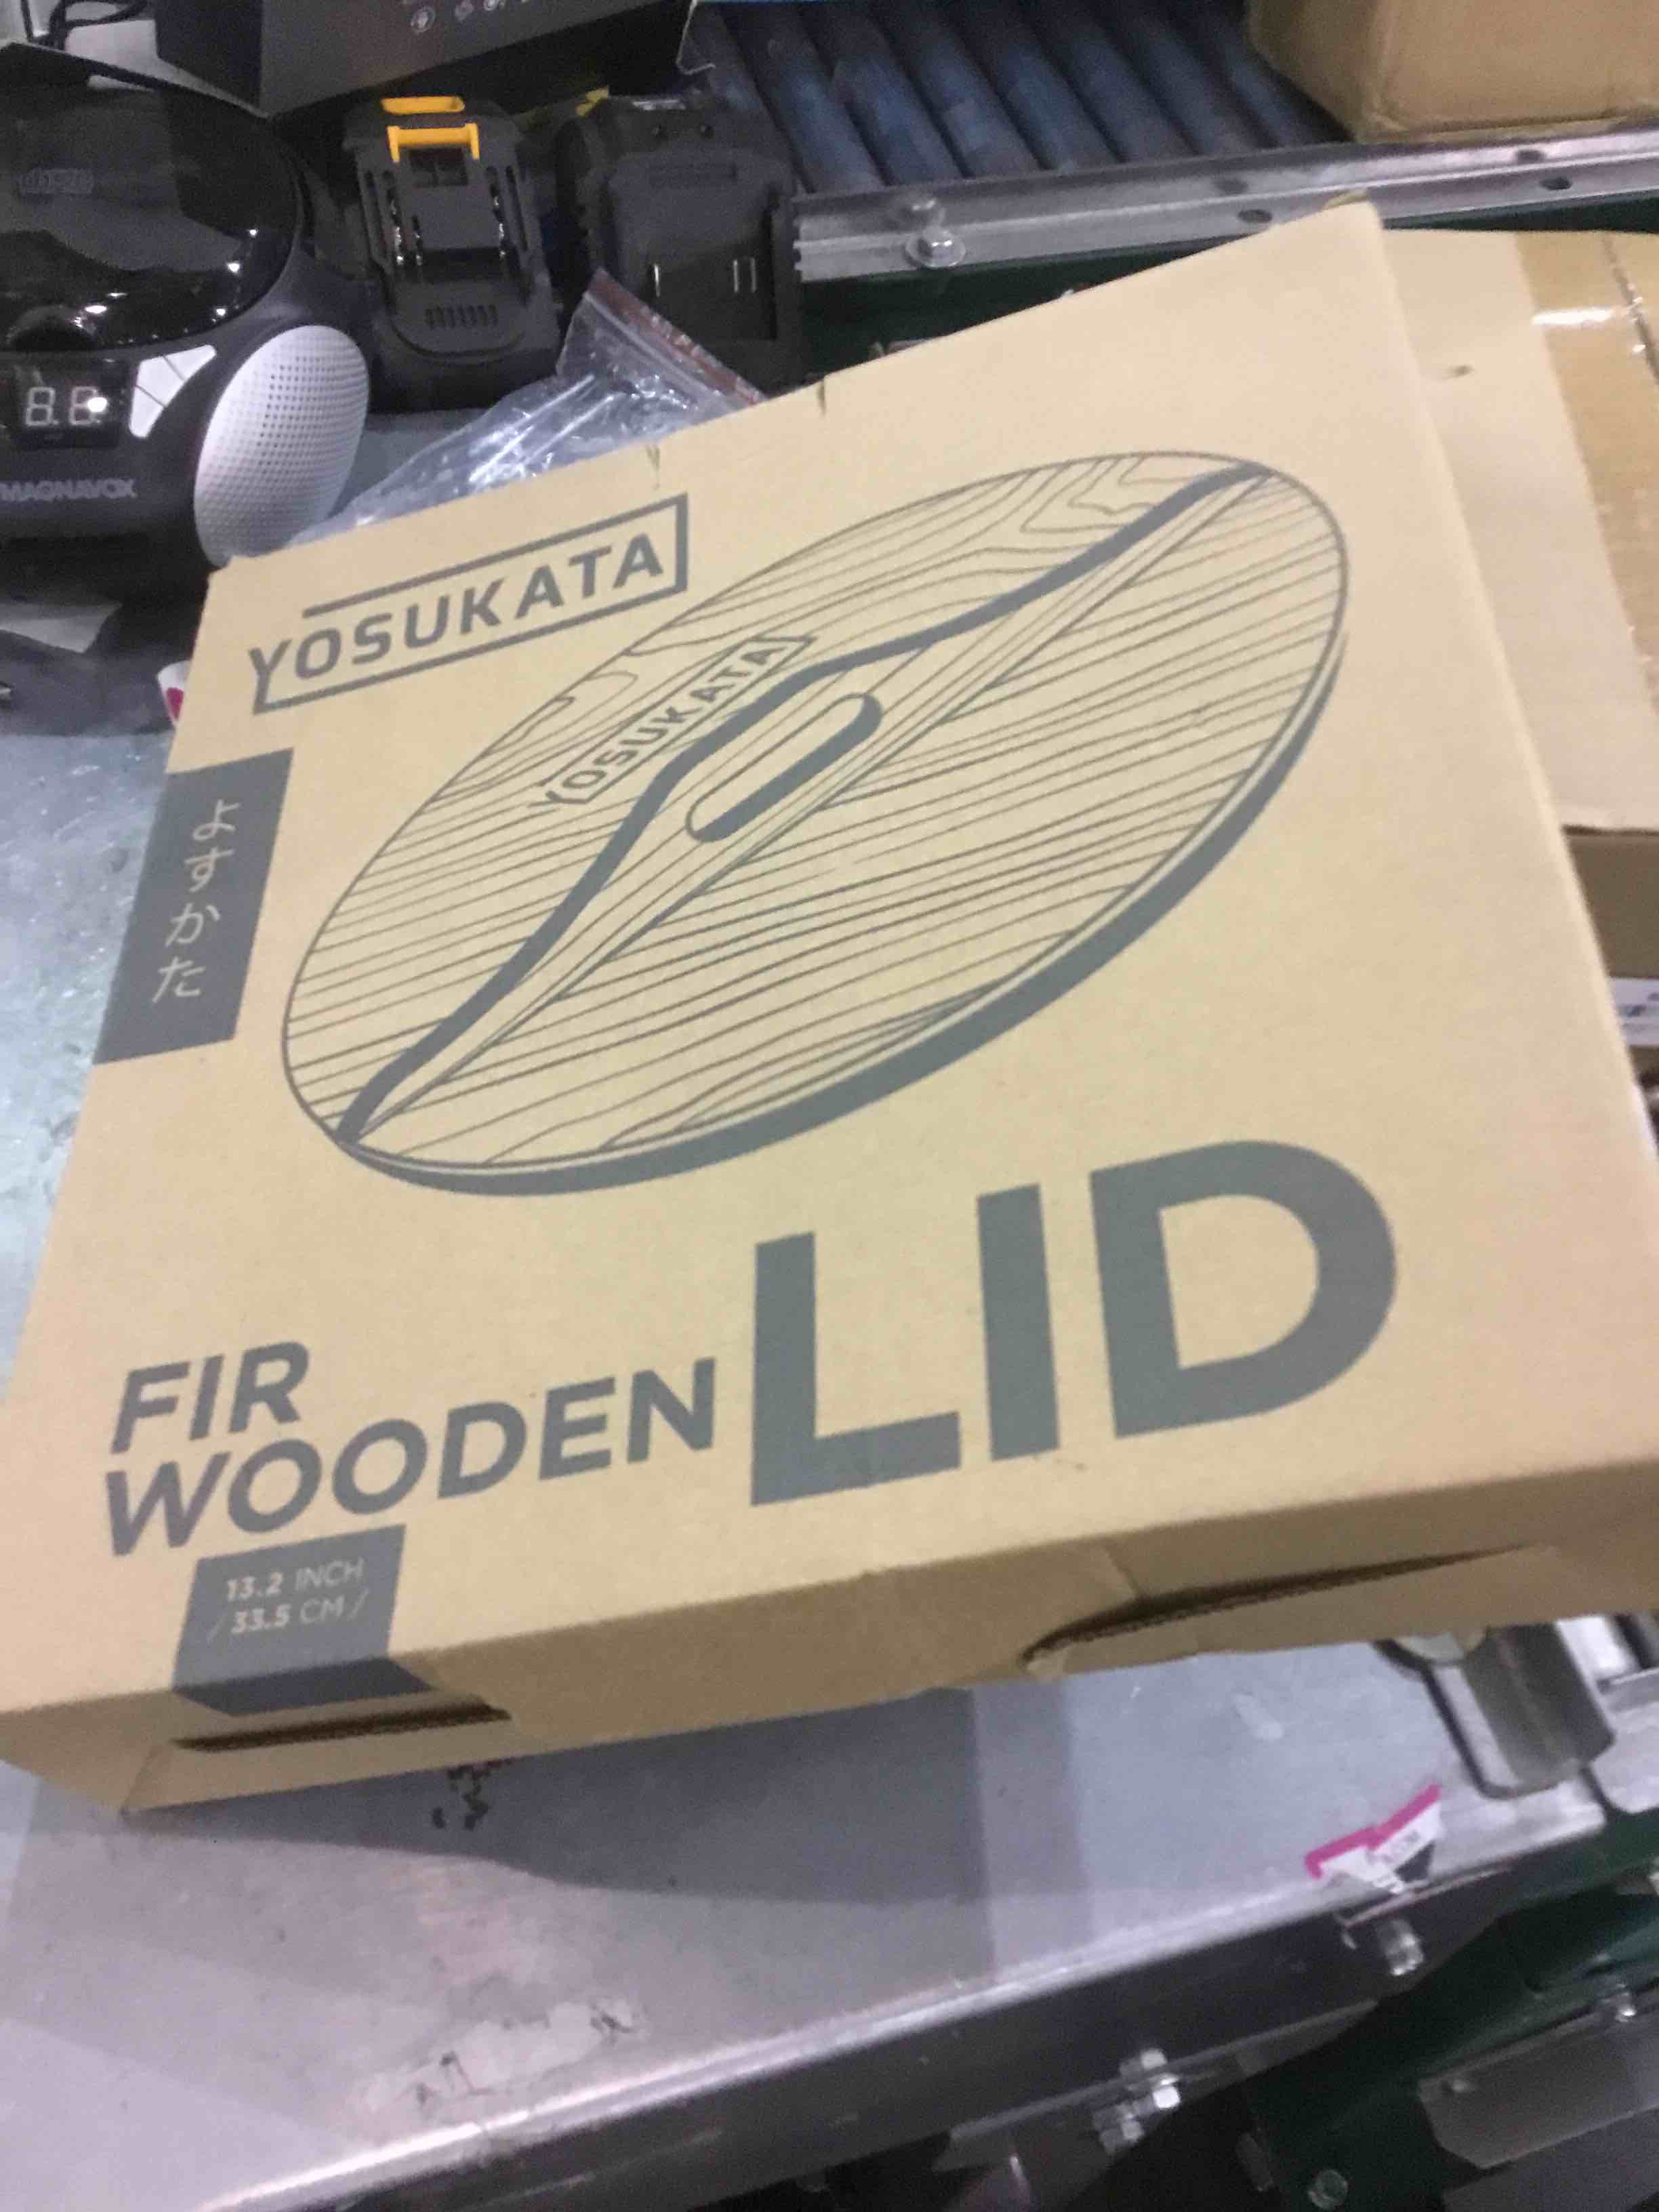 MAGNAVOX
YOSUKATA
YOSUKATA
よすかた
FIR
WOODEN LID
13.2 INCH
/33.5 CM/